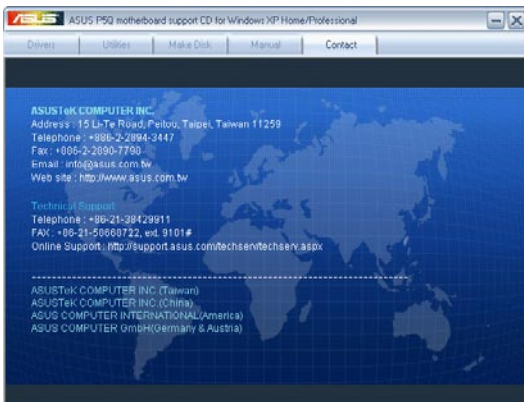 ASUS P5Q motherboard support CD for Windows XP Home/Professional
Drivers Utilities Make Disk Manual Contact
ASUSTeK COMPUTER INC.
Address : 15 Li-Te Road, Peitou, Taipei, Taiwan 11259
Telephone : +886-2-2894-3447
Fax : +886-2-2890-7798
Email : info@asus.com.tw
Web site : http://www.asus.com.tw
Technical Support
Telephone : +86-21-38429911
FAX : +86-21-58668722, ext. 9101#
Online Support : http://support.asus.com/techserv/techserv.aspx
ASUSTeK COMPUTER INC.(Taiwan)
ASUSTeK COMPUTER INC.(China)
ASUS COMPUTER INTERNATIONAL(America)
ASUS COMPUTER GmbH(Germany & Austria)